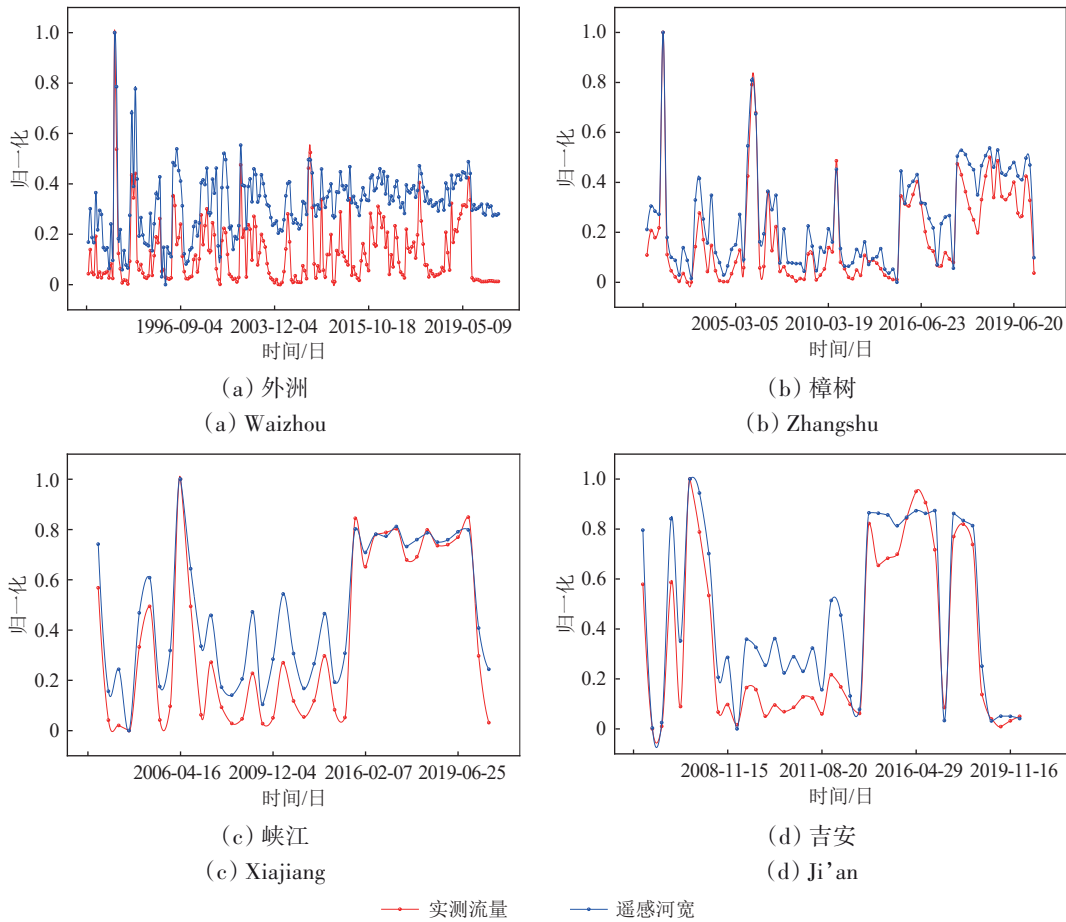 1.0
0.8
0.6
0.4
0.2
0
归一化
1996-09-04 2003-12-04 2015-10-18 2019-05-09
时间/日
(a) 外洲
(a) Waizhou
1.0
0.8
0.6
0.4
0.2
0
归一化
2005-03-05 2010-03-19 2016-06-23 2019-06-20
时间/日
(b) 樟树
(b) Zhangshu
1.0
0.8
0.6
0.4
0.2
0
归一化
2006-04-16 2009-12-04 2016-02-07 2019-06-25
时间/日
(c) 峡江
(c) Xiajiang
1.0
0.8
0.6
0.4
0.2
0
归一化
2008-11-15 2011-08-20 2016-04-29 2019-11-16
时间/日
(d) 吉安
(d) Ji’an
实测流量 遥感河宽